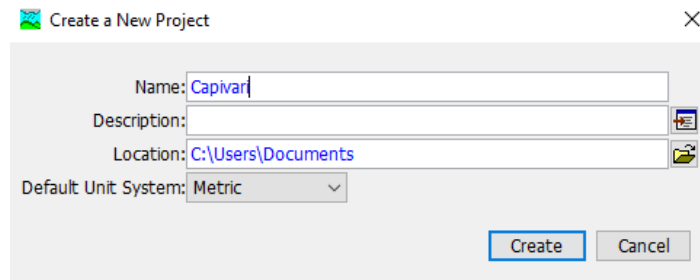 Create a New Project
Name: Capivari
Description:
Location: C:\Users\Documents
Default Unit System: Metric
Create Cancel